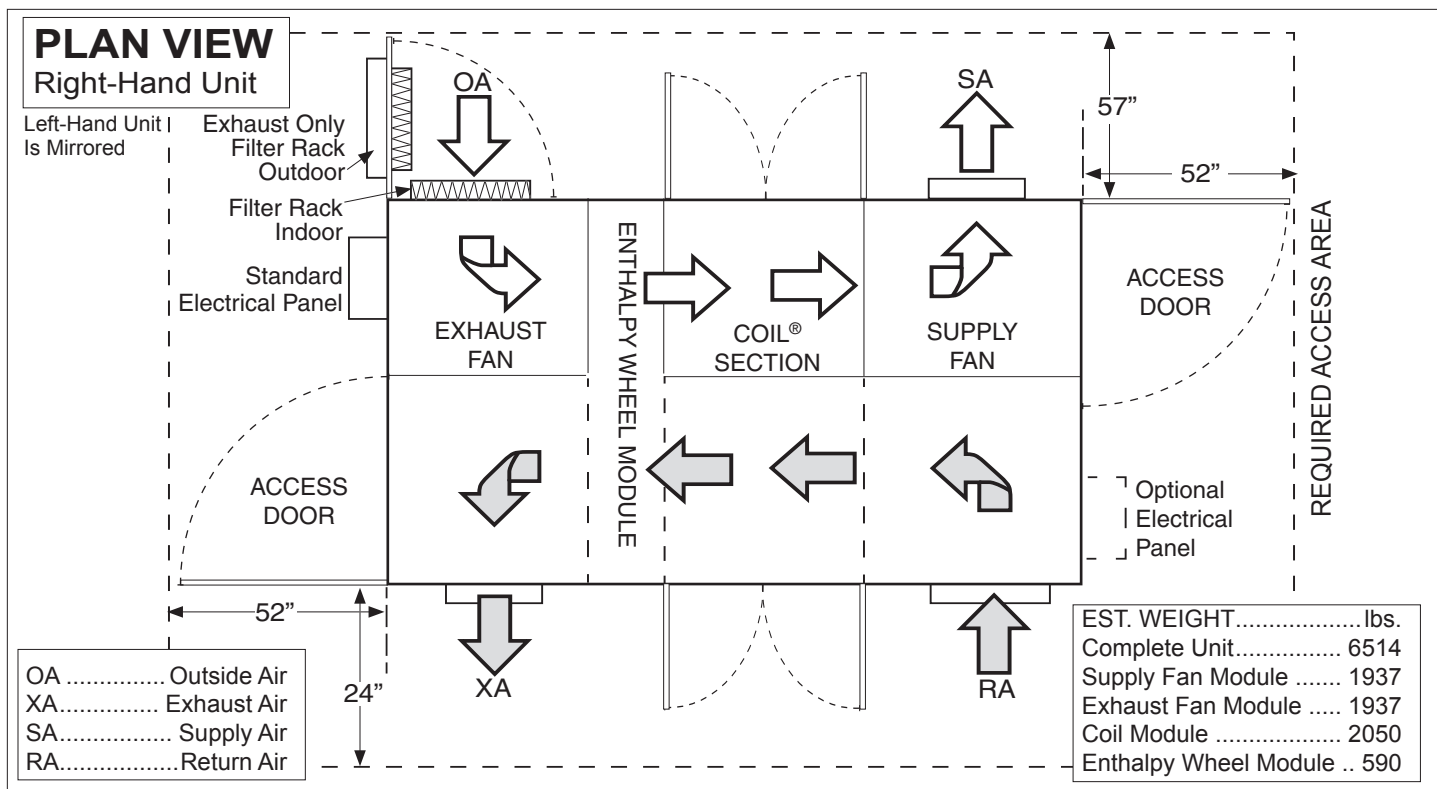 PLAN VIEW
Right-Hand Unit
Left-Hand Unit
Is Mirrored
Exhaust Only
Filter Rack
Outdoor
Filter Rack
Indoor
Standard
Electrical Panel
OA
SA
57”
52”
EXHAUST
FAN
ENTHALPY WHEEL MODULE
COIL®
SECTION
SUPPLY
FAN
ACCESS
DOOR
REQUIRED ACCESS AREA
ACCESS
DOOR
Optional
Electrical
Panel
52”
24”
XA
RA
OA ................ Outside Air
XA................ Exhaust Air
SA.................. Supply Air
RA..................Return Air
EST. WEIGHT....................lbs.
Complete Unit................. 6514
Supply Fan Module ....... 1937
Exhaust Fan Module ..... 1937
Coil Module .................... 2050
Enthalpy Wheel Module .. 590